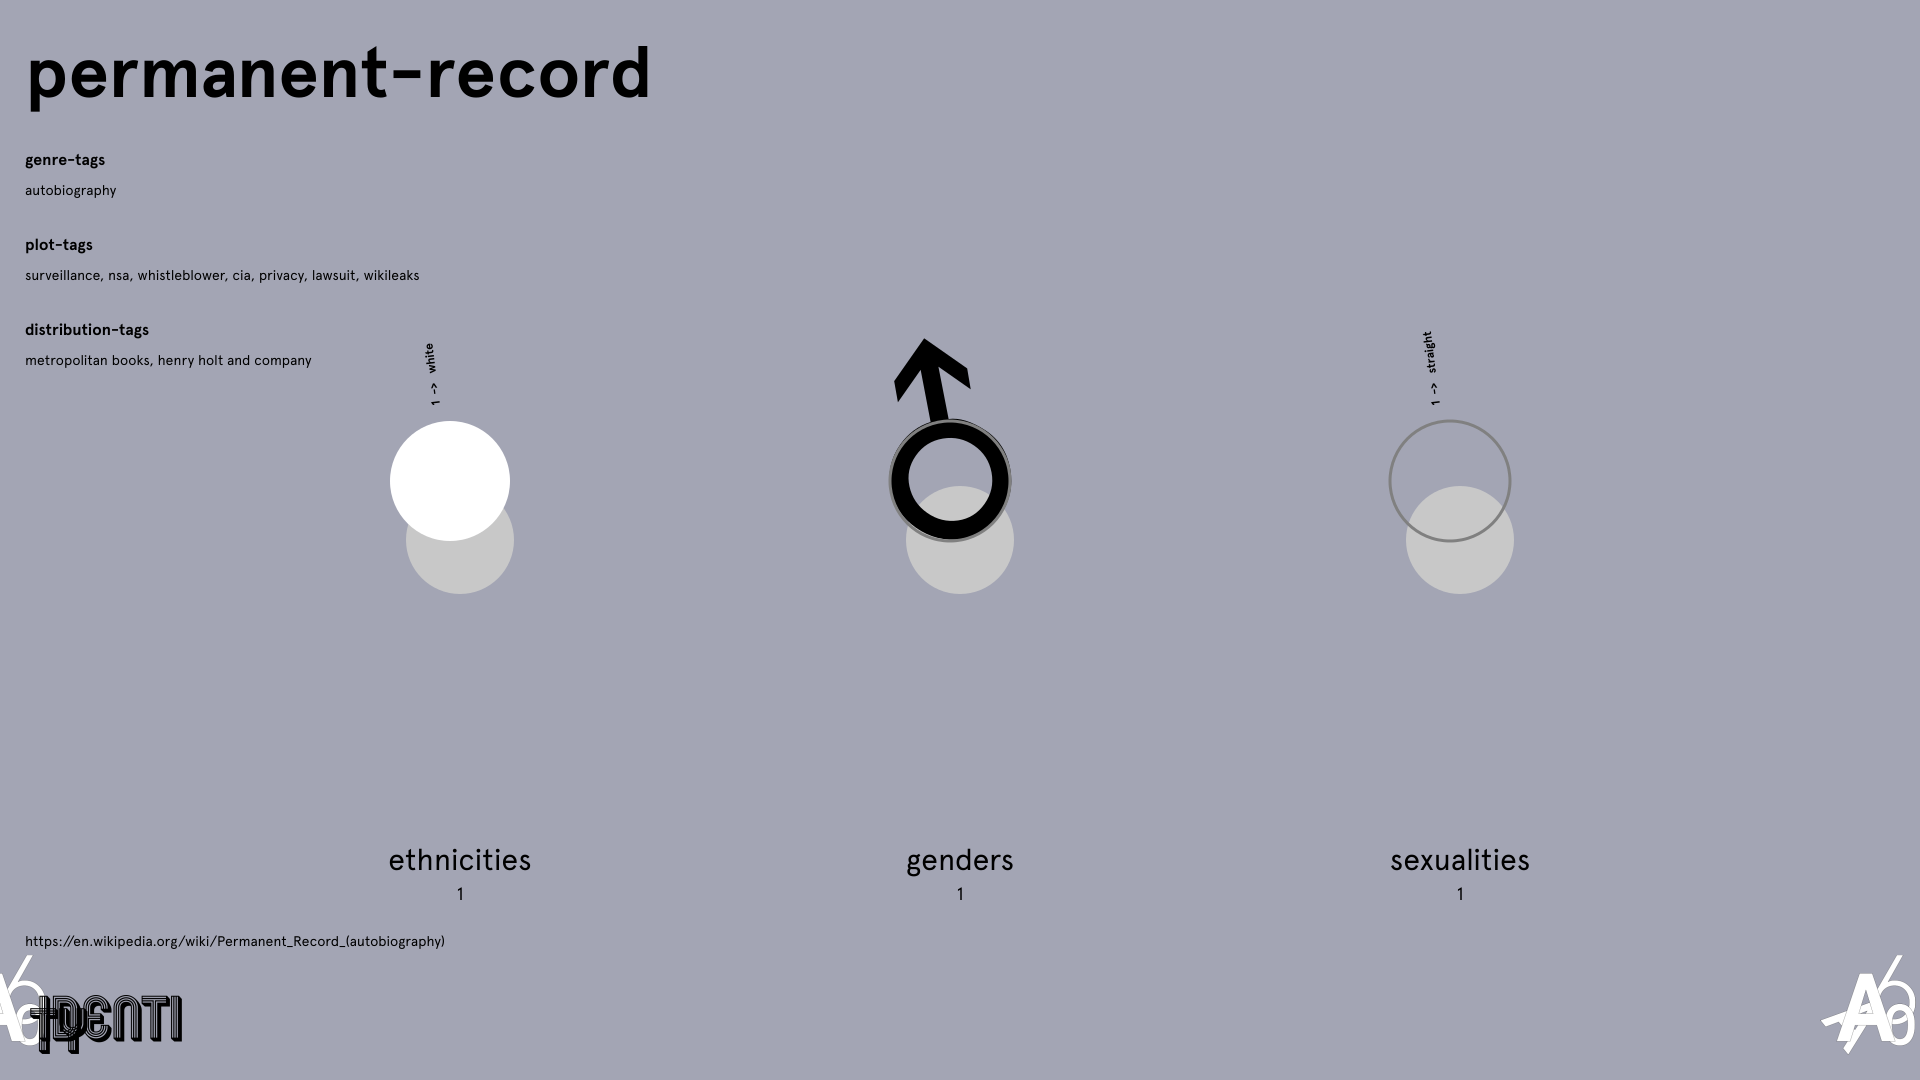 permanent-record
genre-tags
autobiography
plot-tags
surveillance, nsa, whistleblower, cia, privacy, lawsuit, wikileaks
distribution-tags
metropolitan books, henry holt and company
1 -> white
1 -> straight
ethnicities
1
genders
1
sexualities
1
https://en.wikipedia.org/wiki/Permanent_Record_(autobiography)